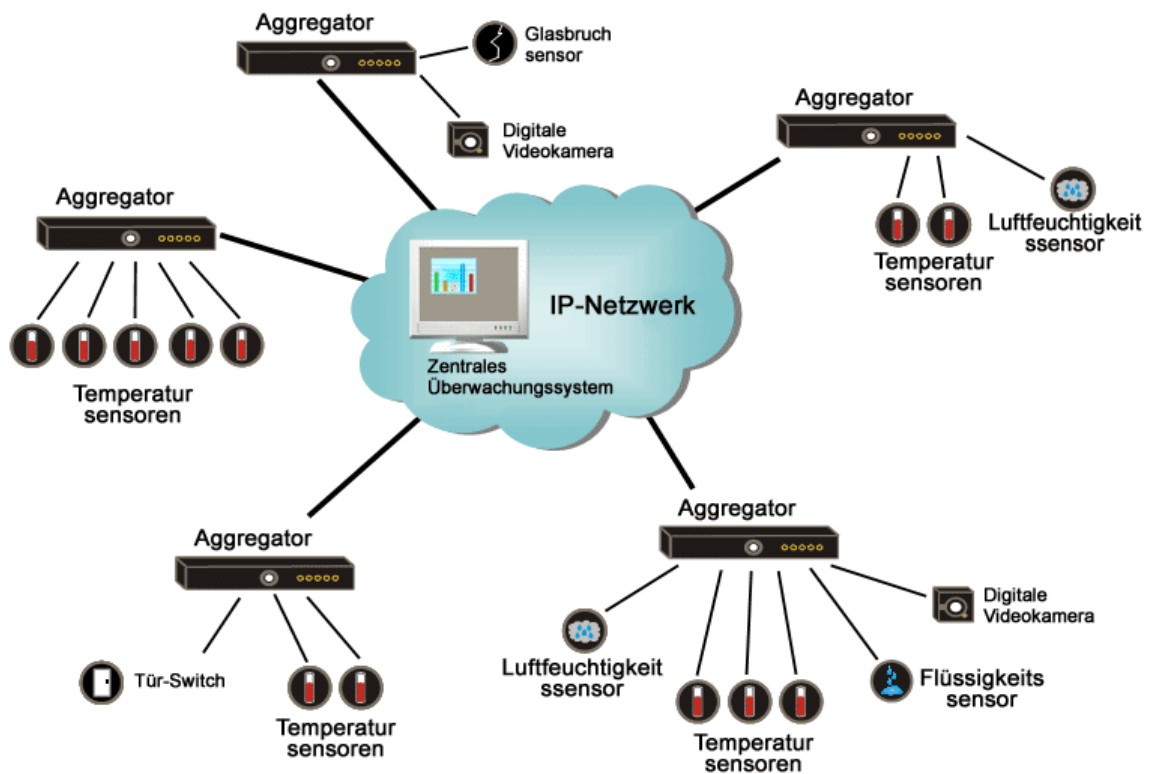 Aggregator
Glasbruch
sensor
Digitale
Videokamera
Aggregator
Luftfeuchtigkeit
ssensor
Temperatur
sensoren
Aggregator
Temperatur
sensoren
IP-Netzwerk
Zentrales
Überwachungssystem
Aggregator
Tür-Switch
Temperatur
sensoren
Aggregator
Digitale
Videokamera
Luftfeuchtigkeit
ssensor
Flüssigkeits
sensor
Temperatur
sensoren